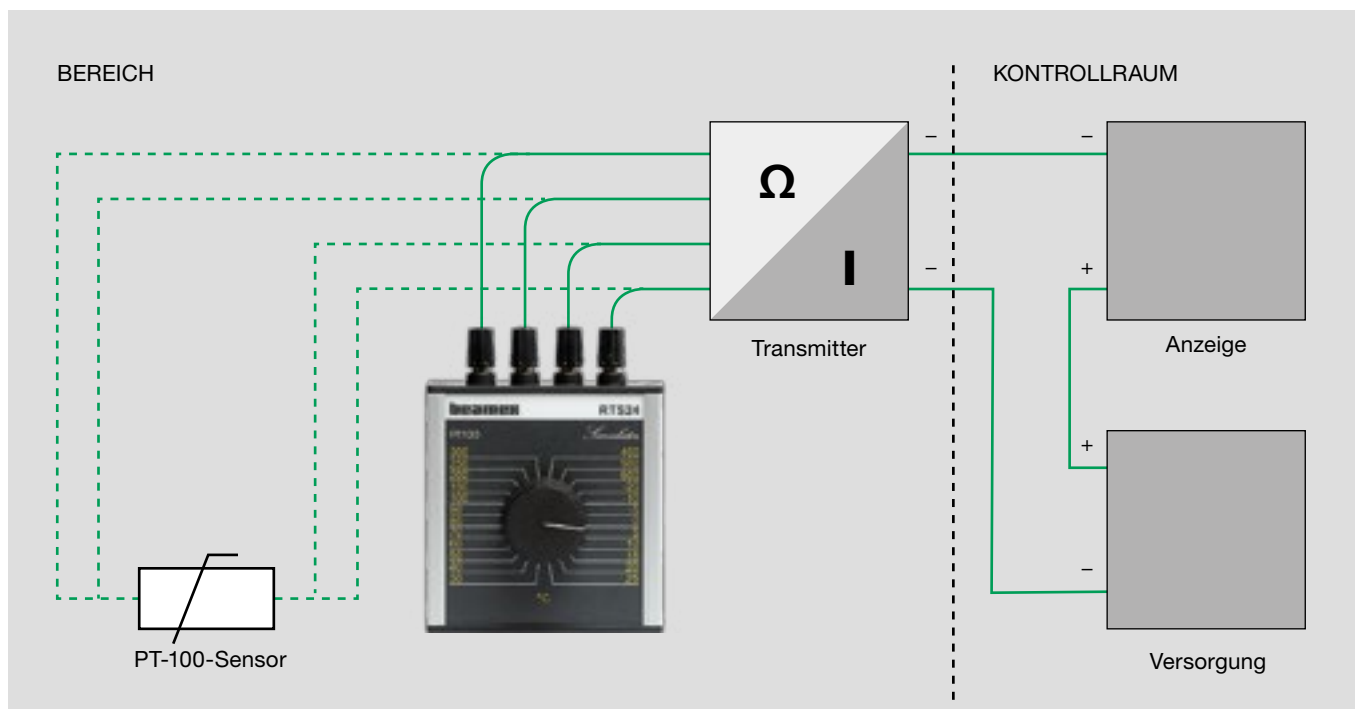 BEREICH
KONTROLLRAUM
– –
Ω
I
– +
Transmitter
Anzeige
beamex RTS24
PT100
°C
+
–
PT-100-Sensor
Versorgung